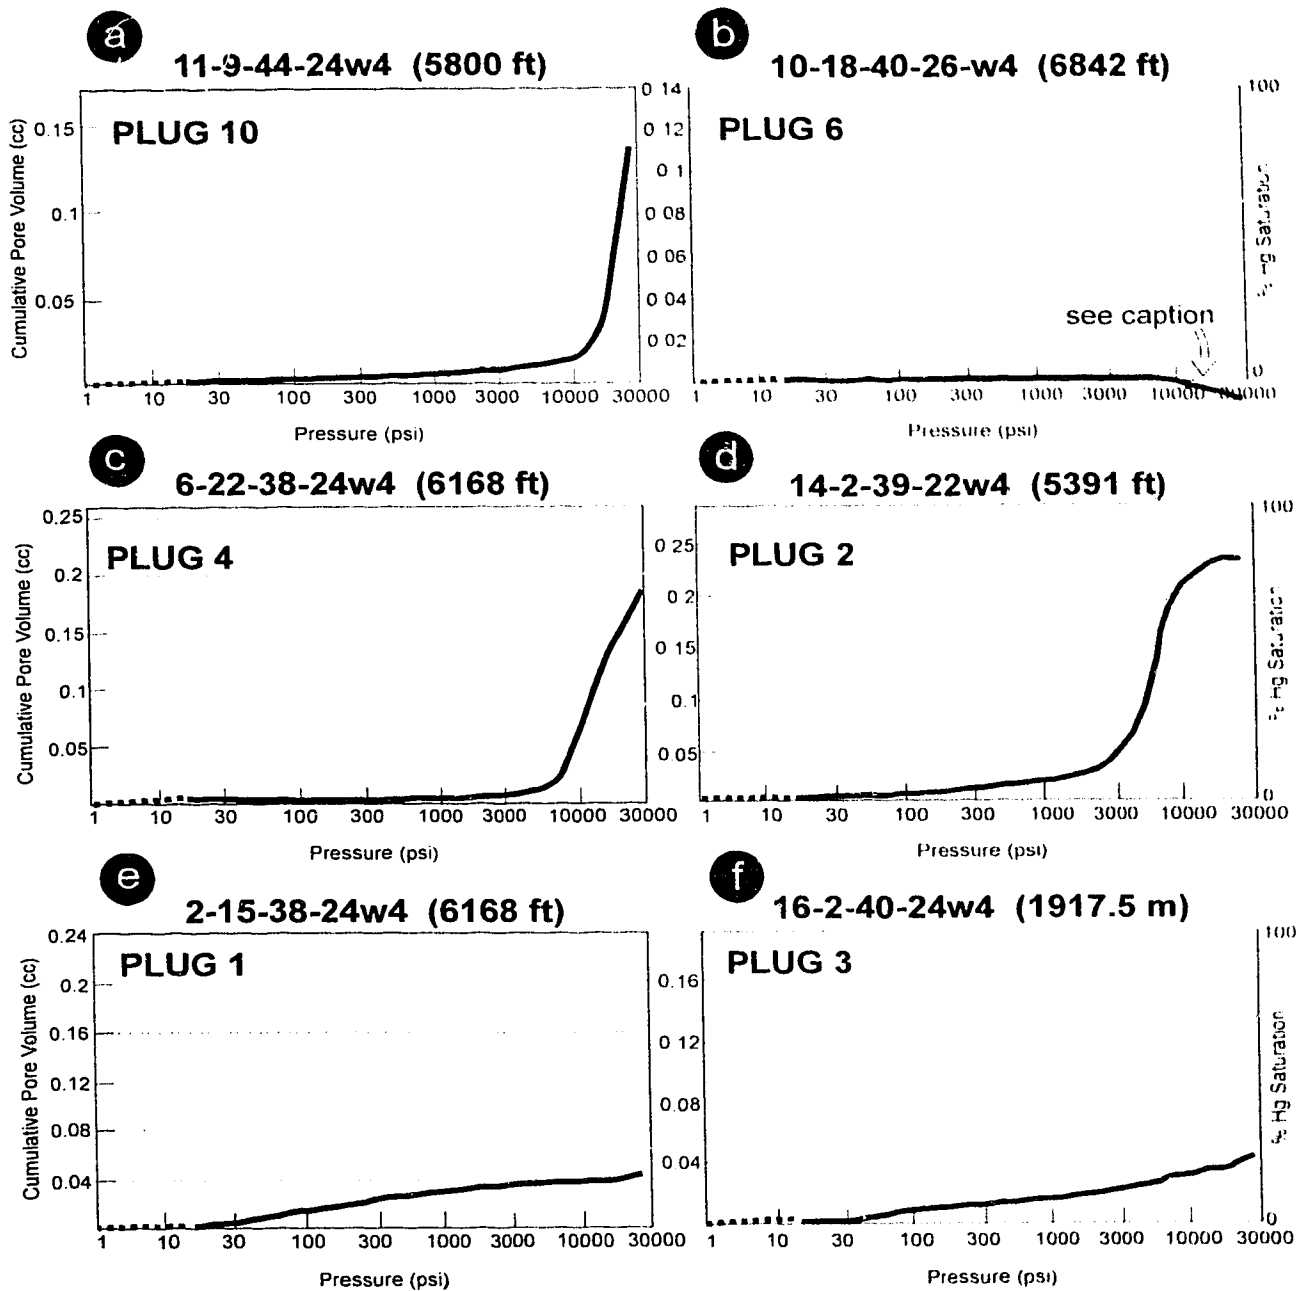 a
11-9-44-24w4 (5800 ft)
PLUG 10
Cumulative Pore Volume (cc)
0.15
0.1
0.05
1 10 30 100 300 1000 3000 10000 30000
Pressure (psi)
b
10-18-40-26-w4 (6842 ft)
PLUG 6
0 14
0 12
0 1
0 08
0 06
0 04
0 02
100
0
Hg Saturation
see caption
1 10 30 100 300 1000 3000 10000
Pressure (psi)
c
6-22-38-24w4 (6168 ft)
PLUG 4
Cumulative Pore Volume (cc)
0.25
0.2
0.15
0.1
0.05
1 10 30 100 300 1000 3000 10000 30000
Pressure (psi)
d
14-2-39-22w4 (5391 ft)
PLUG 2
0 25
0 2
0.15
0.1
0.05
100
0
% Hg Saturation
1 10 30 100 300 1000 3000 10000 30000
Pressure (psi)
e
2-15-38-24w4 (6168 ft)
PLUG 1
Cumulative Pore Volume (cc)
0.24
0.2
0.16
0.12
0.08
0.04
1 10 30 100 300 1000 3000 10000 30000
Pressure (psi)
f
16-2-40-24w4 (1917.5 m)
PLUG 3
0.16
0 12
0.08
0 04
100
0
% Hg Saturation
1 10 30 100 300 1000 3000 10000 30000
Pressure (psi)